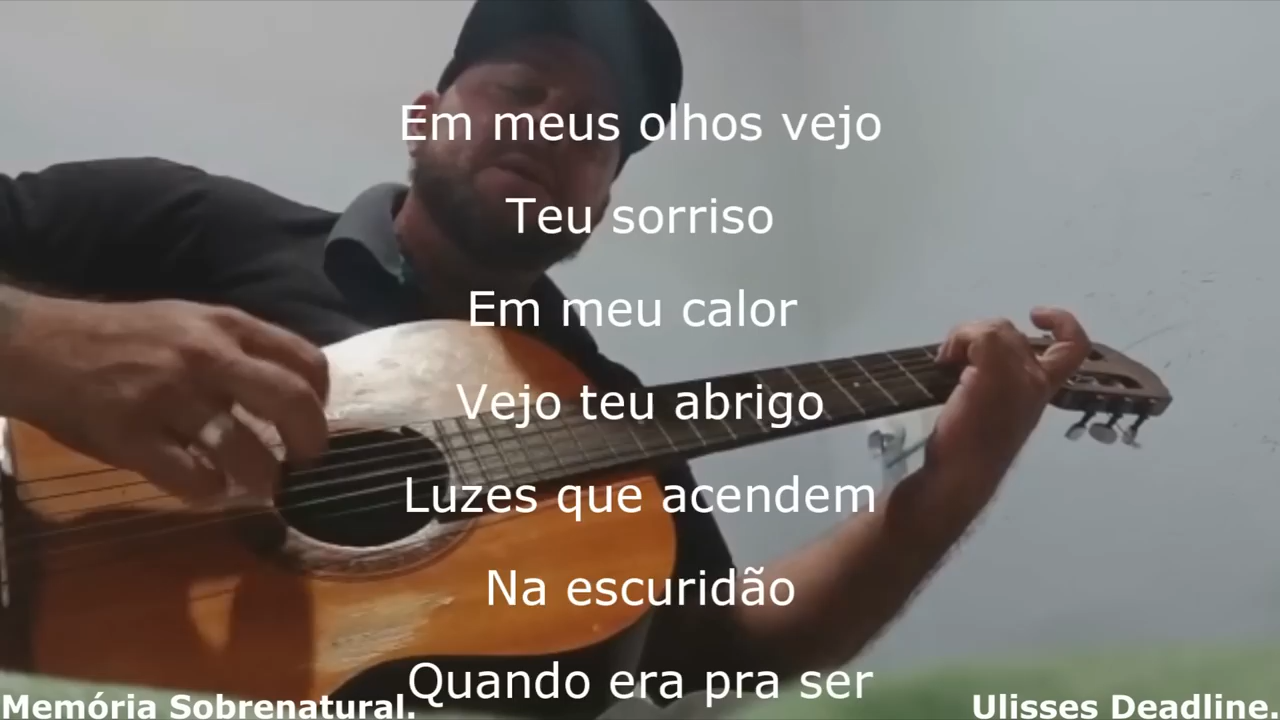 Em meus olhos vejo
Teu sorriso
Em meu calor
Vejo teu abrigo
Luzes que acendem
Na escuridão
Quando era pra ser
Memória Sobrenatural.
Ulisses Deadline.